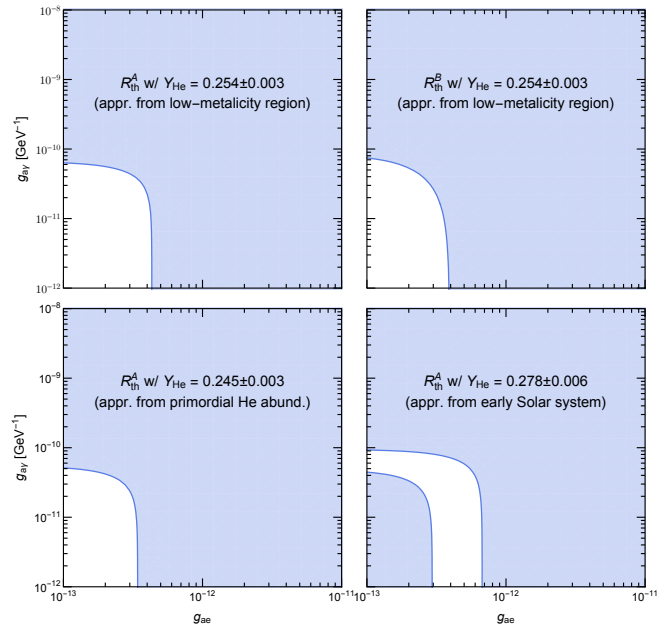 10⁻⁸
10⁻⁹
10⁻¹⁰
10⁻¹¹
10⁻¹²
g_aγ [GeV⁻¹]
R_th^A w/ Y_He = 0.254±0.003
(appr. from low−metalicity region)
R_th^B w/ Y_He = 0.254±0.003
(appr. from low−metalicity region)
10⁻⁸
10⁻⁹
10⁻¹⁰
10⁻¹¹
10⁻¹²
g_aγ [GeV⁻¹]
R_th^A w/ Y_He = 0.245±0.003
(appr. from primordial He abund.)
R_th^A w/ Y_He = 0.278±0.006
(appr. from early Solar system)
10⁻¹³ 10⁻¹² 10⁻¹¹ 10⁻¹³ 10⁻¹² 10⁻¹¹
g_ae g_ae